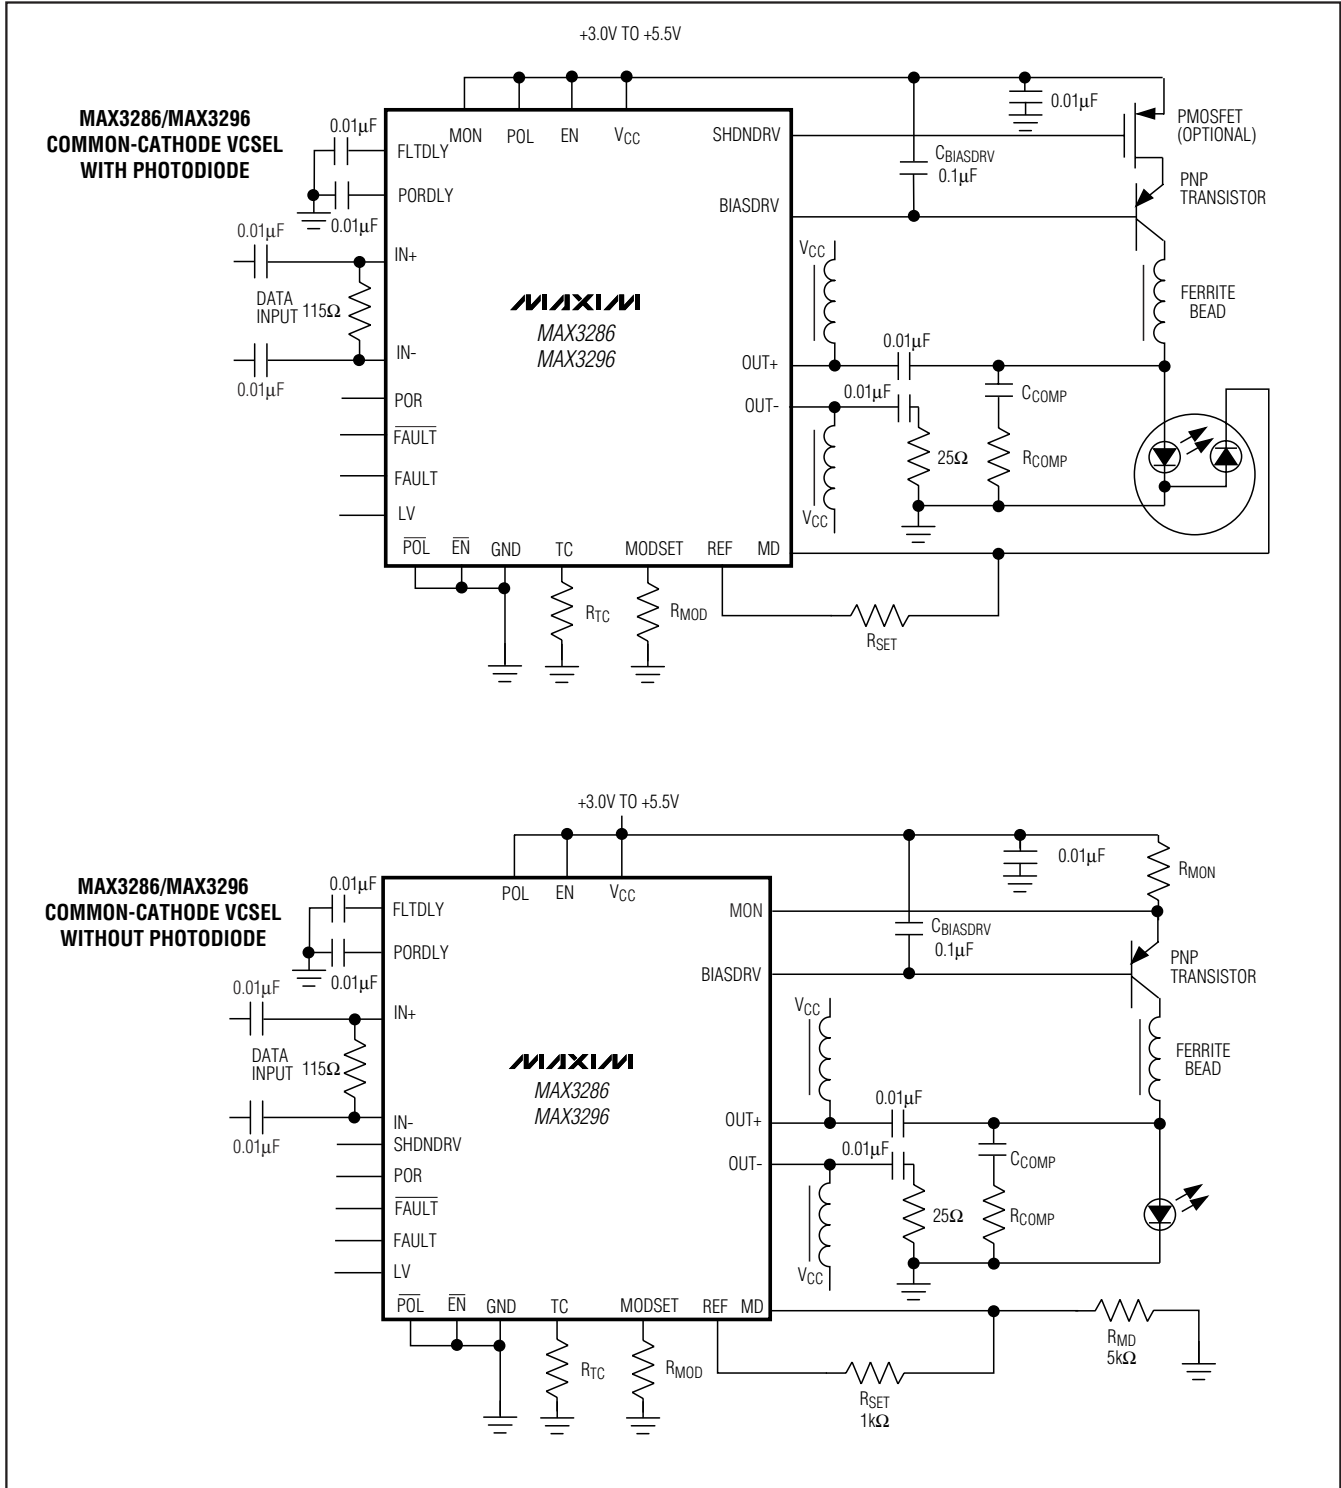 +3.0V TO +5.5V
MAX3286/MAX3296
COMMON-CATHODE VCSEL
WITH PHOTODIODE
0.01µF
FLTDLY
MON
POL
EN
VCC
SHDNDRV
0.01µF
PMOSFET
(OPTIONAL)
CBIASDRV
0.1µF
PORDLY
0.01µF
BIASDRV
PNP
TRANSISTOR
0.01µF
IN+
VCC
DATA
INPUT
115Ω
MAXIM
MAX3286
MAX3296
FERRITE
BEAD
0.01µF
IN-
OUT+
0.01µF
0.01µF
OUT-
CCOMP
POR
FAULT
25Ω
RCOMP
FAULT
LV
VCC
POL
EN
GND
TC
MODSET
REF
MD
RTC
RMOD
RSET
+3.0V TO +5.5V
MAX3286/MAX3296
COMMON-CATHODE VCSEL
WITHOUT PHOTODIODE
0.01µF
FLTDLY
POL
EN
VCC
MON
0.01µF
RMON
CBIASDRV
0.1µF
PORDLY
0.01µF
BIASDRV
PNP
TRANSISTOR
0.01µF
IN+
VCC
DATA
INPUT
115Ω
MAXIM
MAX3286
MAX3296
FERRITE
BEAD
0.01µF
IN-
OUT+
0.01µF
SHDNDRV
0.01µF
OUT-
CCOMP
POR
FAULT
25Ω
RCOMP
FAULT
LV
VCC
POL
EN
GND
TC
MODSET
REF
MD
RTC
RMOD
RSET
1kΩ
RMD
5kΩ